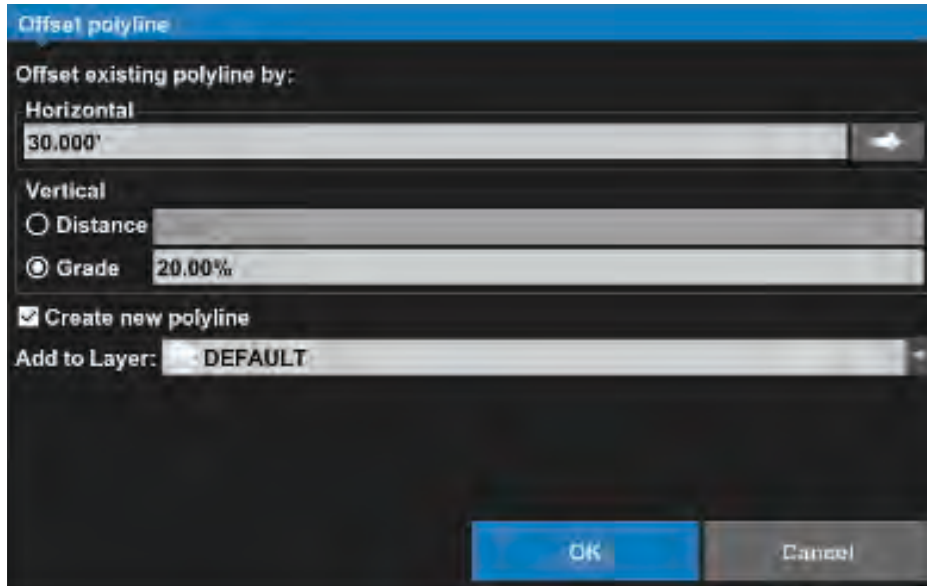 Offset polyline
Offset existing polyline by:
Horizontal
30.000'
Vertical
Distance
Grade 20.00%
Create new polyline
Add to Layer: DEFAULT
OK Cancel